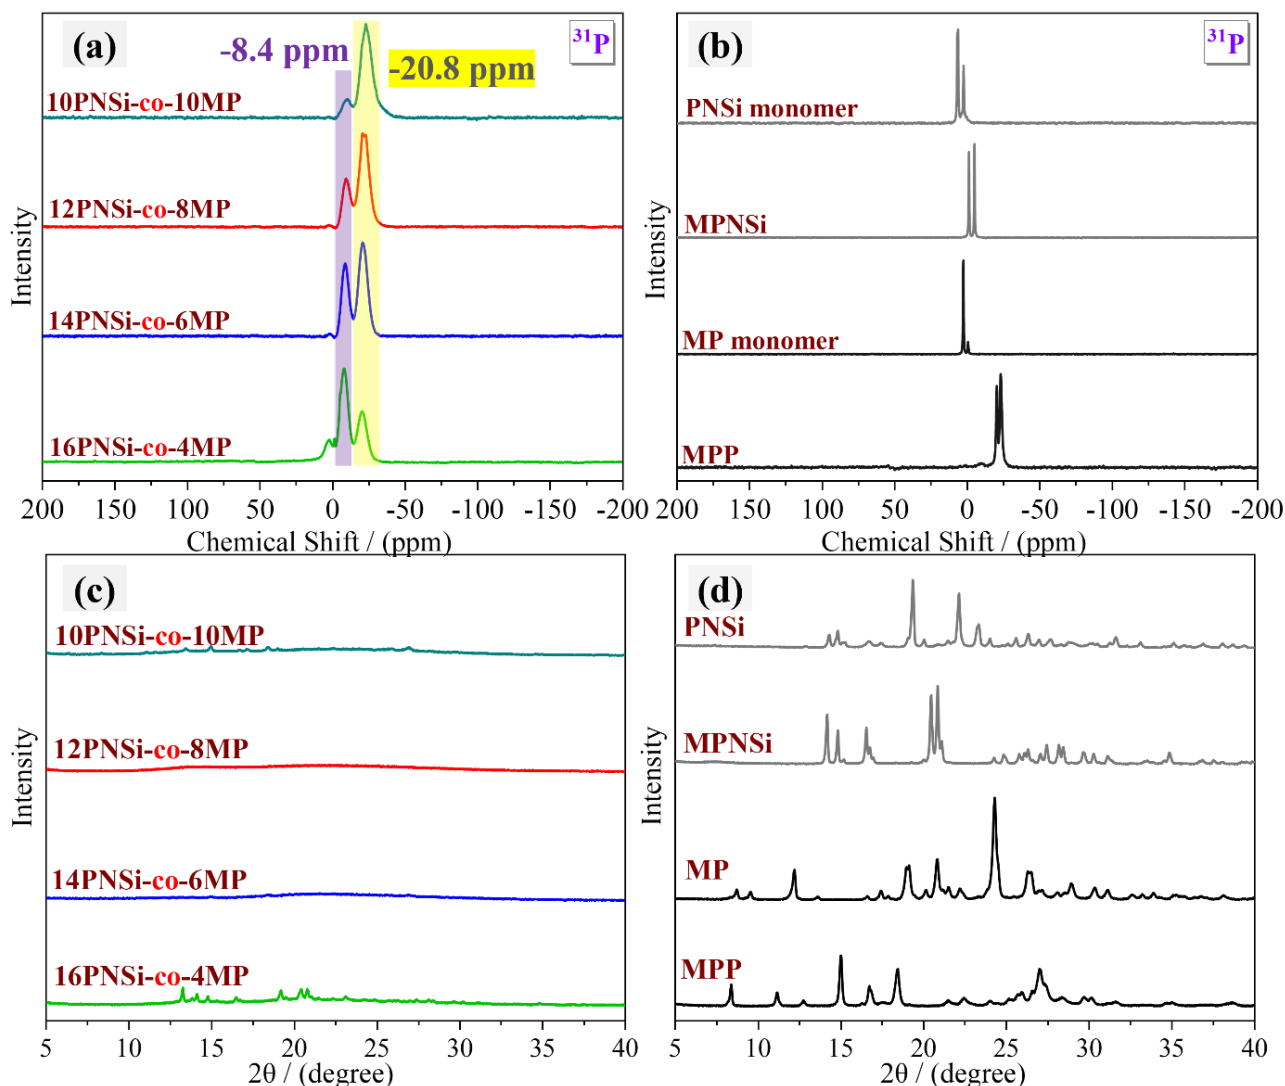 (a)
-8.4 ppm
-20.8 ppm
³¹P
10PNSi-co-10MP
12PNSi-co-8MP
14PNSi-co-6MP
16PNSi-co-4MP
Intensity
200 150 100 50 0 -50 -100 -150 -200
Chemical Shift / (ppm)
(b)
³¹P
PNSi monomer
MPNSi
MP monomer
MPP
Intensity
200 150 100 50 0 -50 -100 -150 -200
Chemical Shift / (ppm)
(c)
10PNSi-co-10MP
12PNSi-co-8MP
14PNSi-co-6MP
16PNSi-co-4MP
Intensity
5 10 15 20 25 30 35 40
2θ / (degree)
(d)
PNSi
MPNSi
MP
MPP
Intensity
5 10 15 20 25 30 35 40
2θ / (degree)